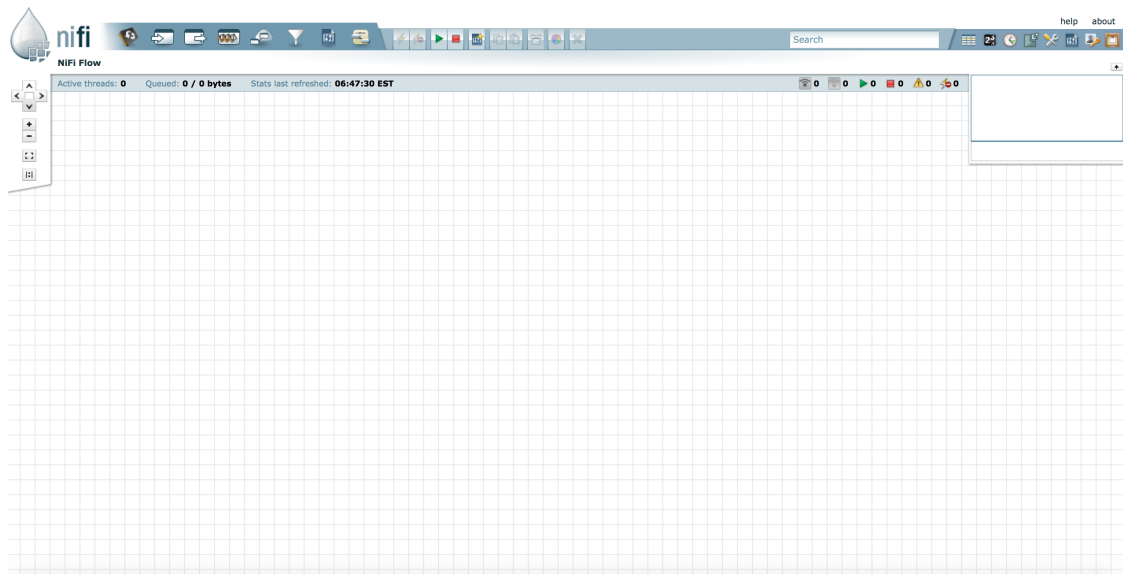 help about
nifi
Search
NiFi Flow
Active threads: 0 Queued: 0 / 0 bytes Stats last refreshed: 06:47:30 EST 0 0 0 0 0 0